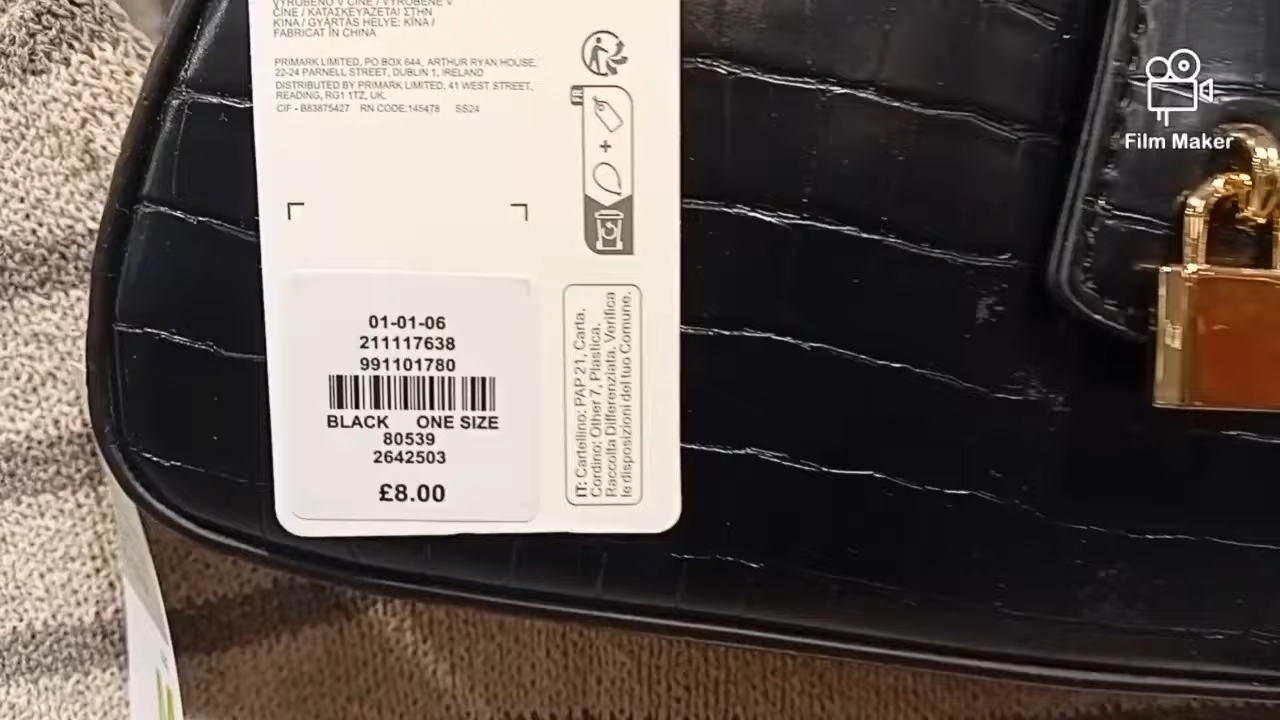 VYROBENO V ČÍNĚ / VYROBENÉ V
ČÍNE / ΚΑΤΑΣΚΕΥΑΖΕΤΑΙ ΣΤΗΝ
ΚΙΝΑ / GYÁRTÁS HELYE: KÍNA /
FABRICAT ÎN CHINA
PRIMARK LIMITED, PO BOX 644, ARTHUR RYAN HOUSE,
22-24 PARNELL STREET, DUBLIN 1, IRELAND
DISTRIBUTED BY PRIMARK LIMITED, 41 WEST STREET,
READING, RG1 1TZ, UK.
CIF - B83875427 RN CODE:145478 SS24
FR
+
01-01-06
211117638
991101780
BLACK ONE SIZE
80539
2642503
£8.00
IT: Cartellino: PAP 21, Carta.
Cordino: Other 7, Plastica.
Raccolta Differenziata. Verifica
le disposizioni del tuo Comune.
Film Maker